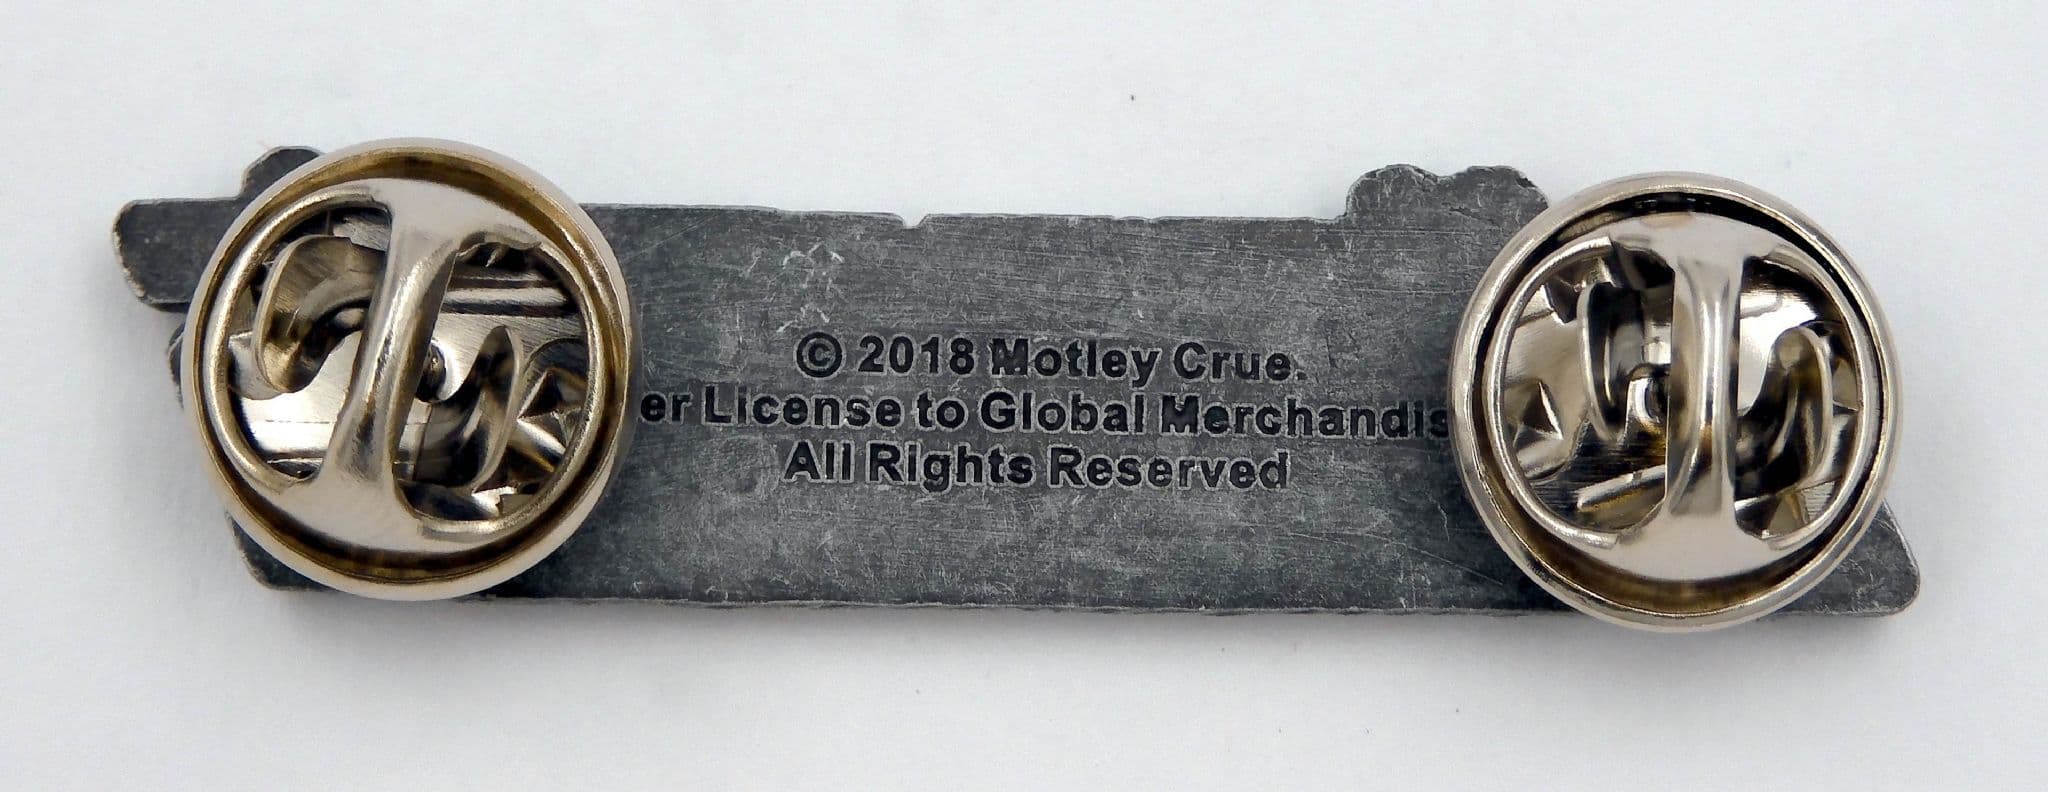 © 2018 Motley Crue.
er License to Global Merchandis
All Rights Reserved